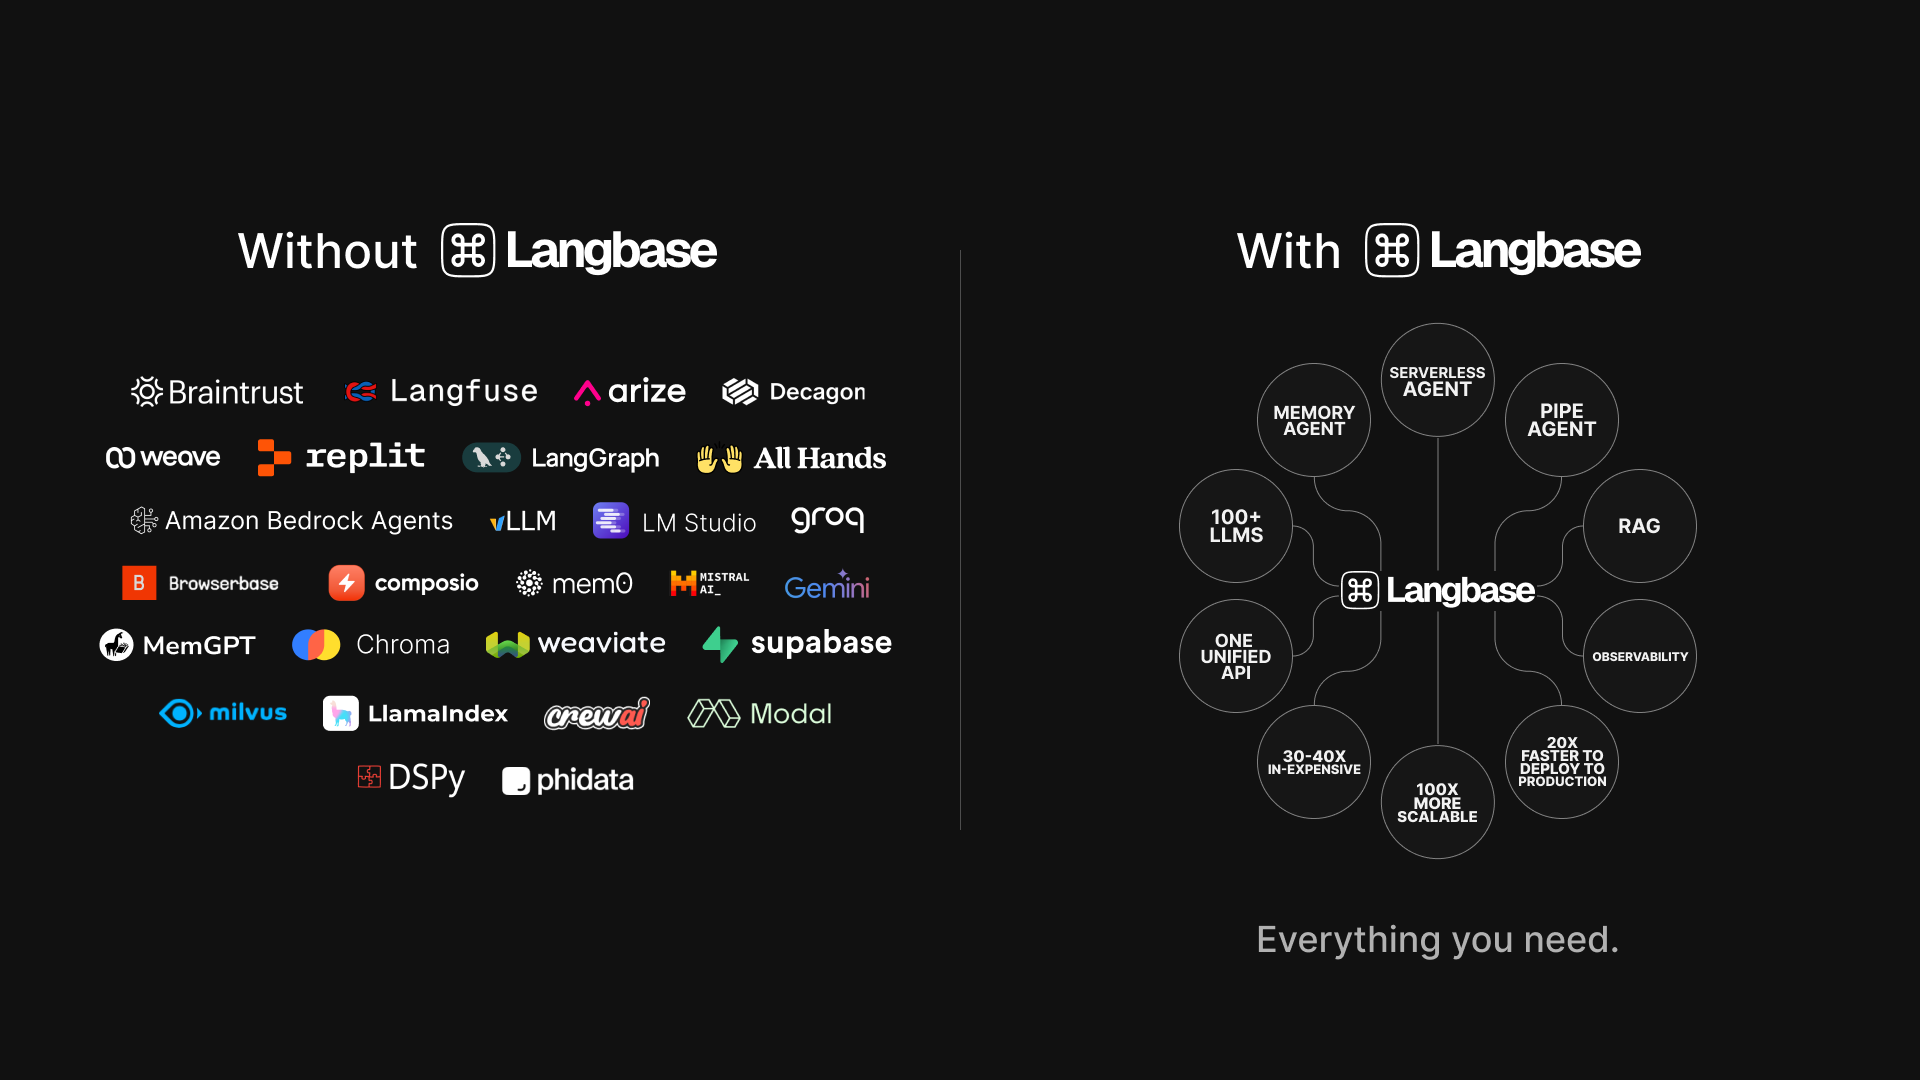 Without Langbase
Braintrust Langfuse arize Decagon
weave replit LangGraph All Hands
Amazon Bedrock Agents vLLM LM Studio groq
B Browserbase composio mem0 MISTRAL
AI_ Gemini
MemGPT Chroma weaviate supabase
milvus LlamaIndex crewai Modal
DSPy phidata
With Langbase
SERVERLESS
AGENT
MEMORY
AGENT
PIPE
AGENT
100+
LLMS
RAG
Langbase
ONE
UNIFIED
API
OBSERVABILITY
30-40X
IN-EXPENSIVE
100X
MORE
SCALABLE
20X
FASTER TO
DEPLOY TO
PRODUCTION
Everything you need.